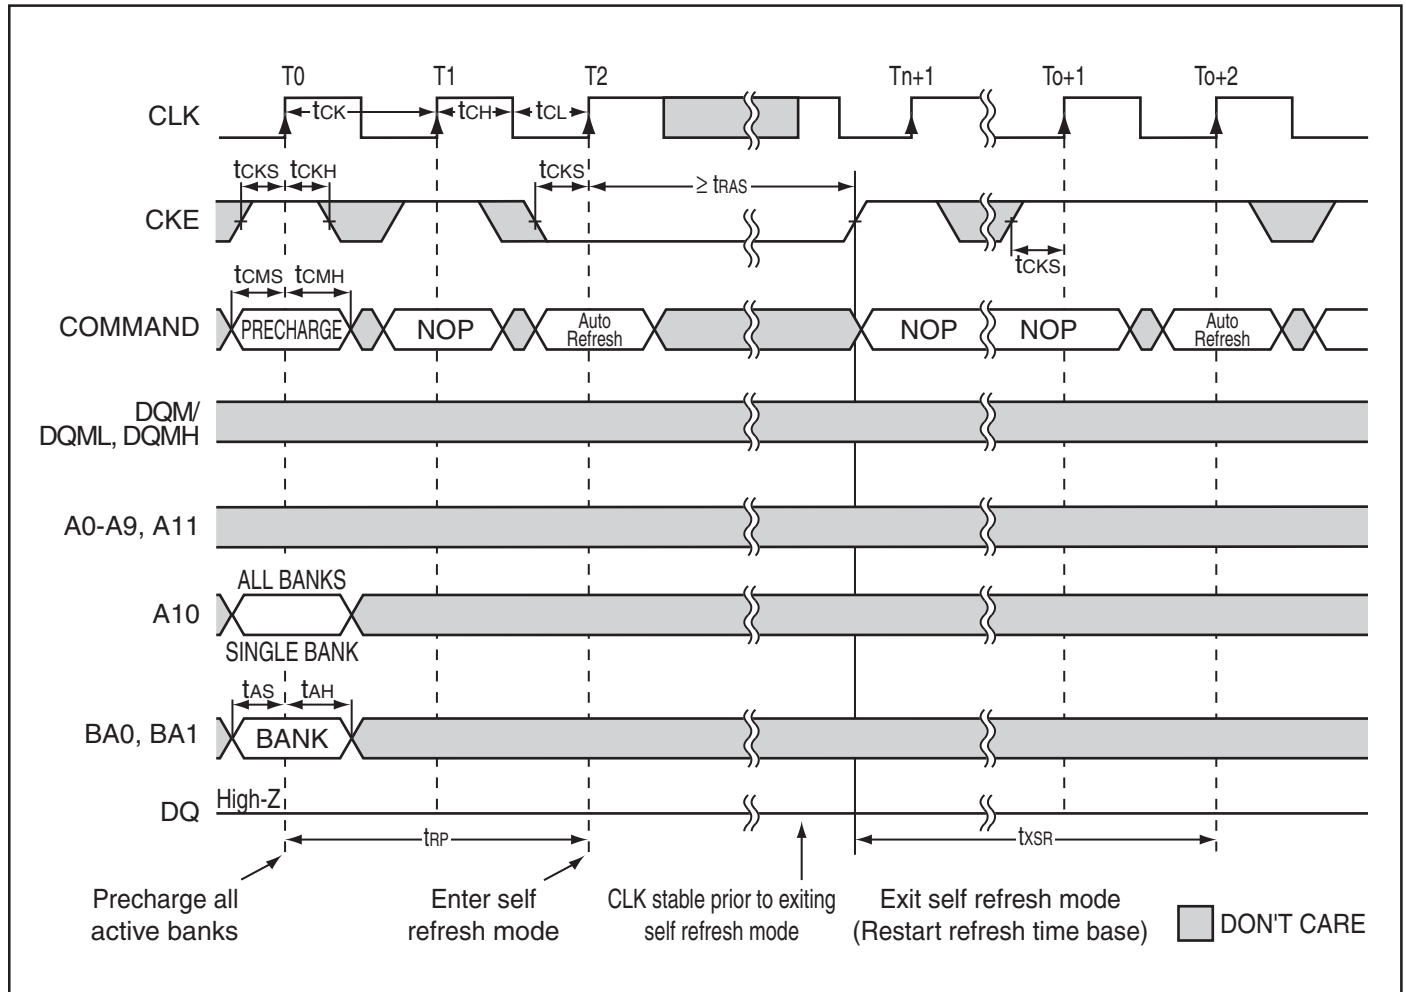 T0 T1 T2 Tn+1 To+1 To+2
CLK
tCK tCH tCL
tCKS tCKH tCKS ≥ tRAS
CKE
tCKS
tCMS tCMH
COMMAND PRECHARGE NOP Auto Refresh NOP NOP Auto Refresh
DQM/
DQML, DQMH
A0-A9, A11
ALL BANKS
A10
SINGLE BANK
tAS tAH
BA0, BA1 BANK
High-Z
DQ
tRP tXSR
Precharge all
active banks
Enter self
refresh mode
CLK stable prior to exiting
self refresh mode
Exit self refresh mode
(Restart refresh time base)
DON'T CARE